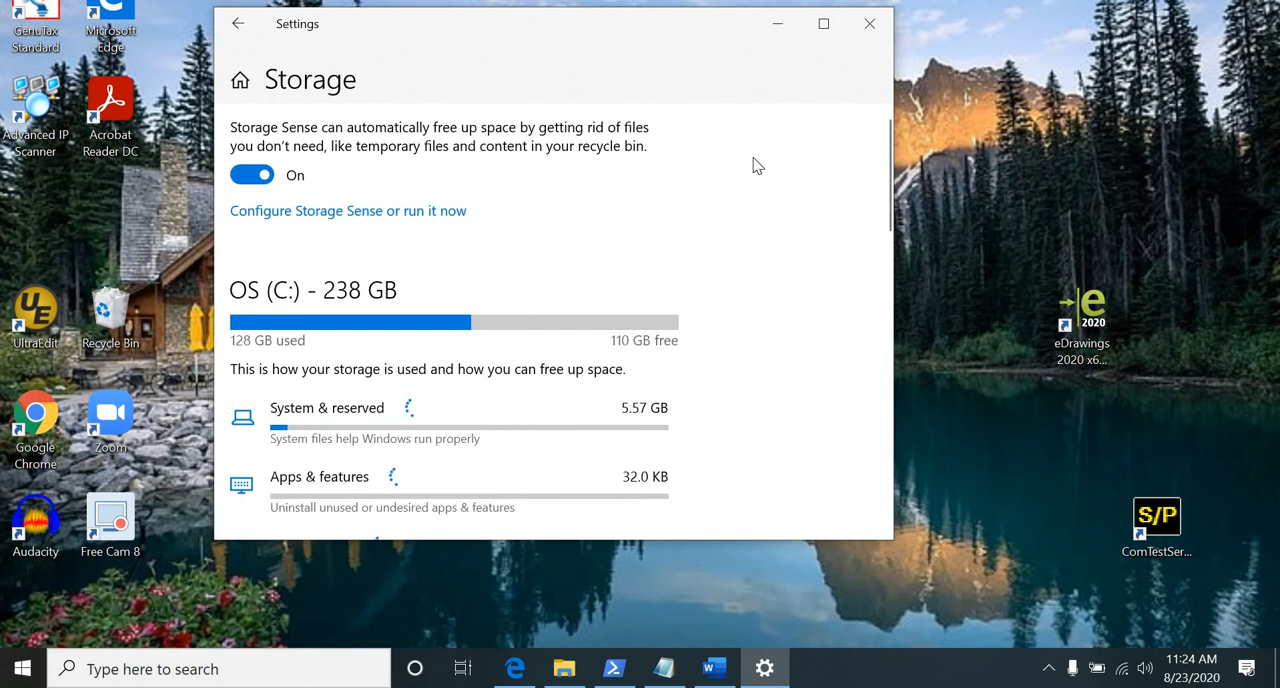 GenuTax
Standard
Microsoft
Edge
Advanced IP
Scanner
Acrobat
Reader DC
UE
UltraEdit
Recycle Bin
Google
Chrome
Zoom
Audacity
Free Cam 8
Settings
Storage
Storage Sense can automatically free up space by getting rid of files
you don't need, like temporary files and content in your recycle bin.
On
Configure Storage Sense or run it now
OS (C:) - 238 GB
128 GB used 110 GB free
This is how your storage is used and how you can free up space.
System & reserved 5.57 GB
System files help Windows run properly
Apps & features 32.0 KB
Uninstall unused or undesired apps & features
e
2020
eDrawings
2020 x6...
S/P
ComTestSer...
Type here to search
11:24 AM
8/23/2020